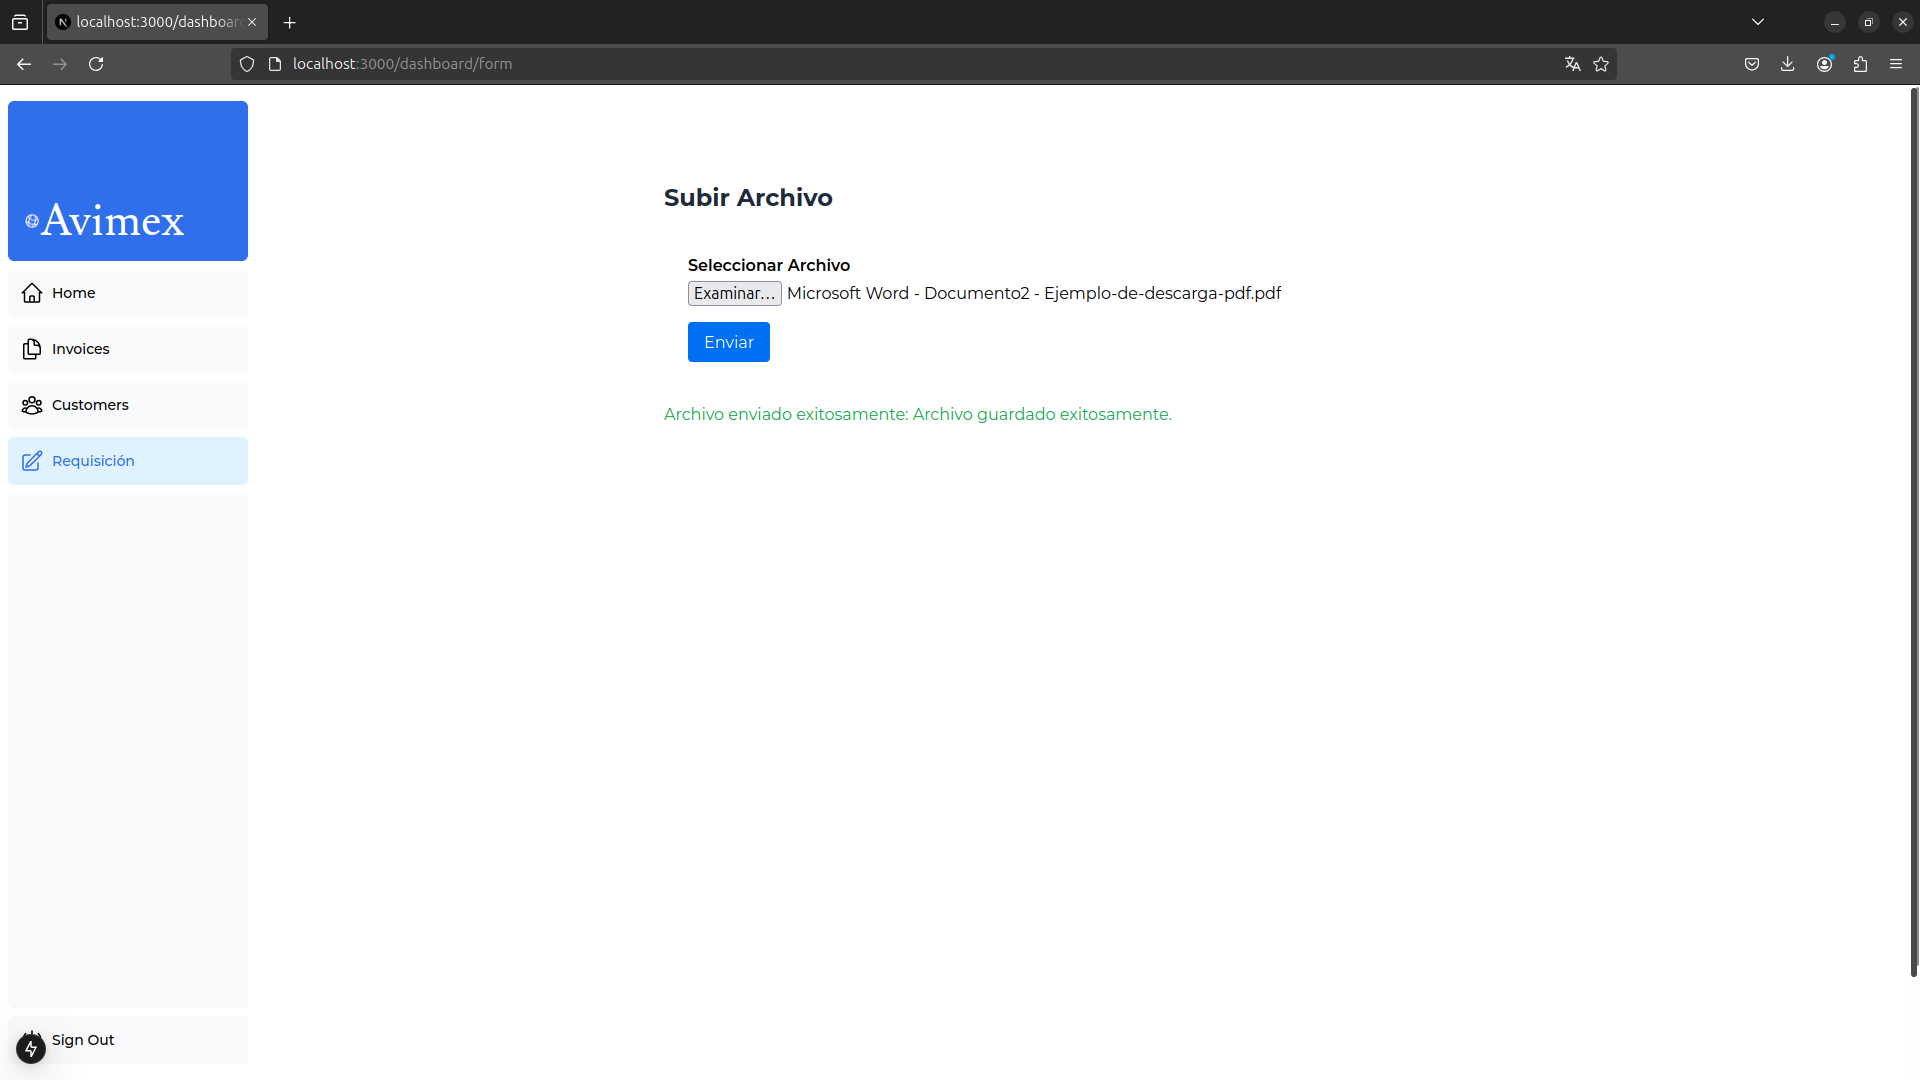 localhost:3000/dashboar
localhost:3000/dashboard/form
Avimex
Home
Invoices
Customers
Requisición
Sign Out
Subir Archivo
Seleccionar Archivo
Examinar... Microsoft Word - Documento2 - Ejemplo-de-descarga-pdf.pdf
Enviar
Archivo enviado exitosamente: Archivo guardado exitosamente.